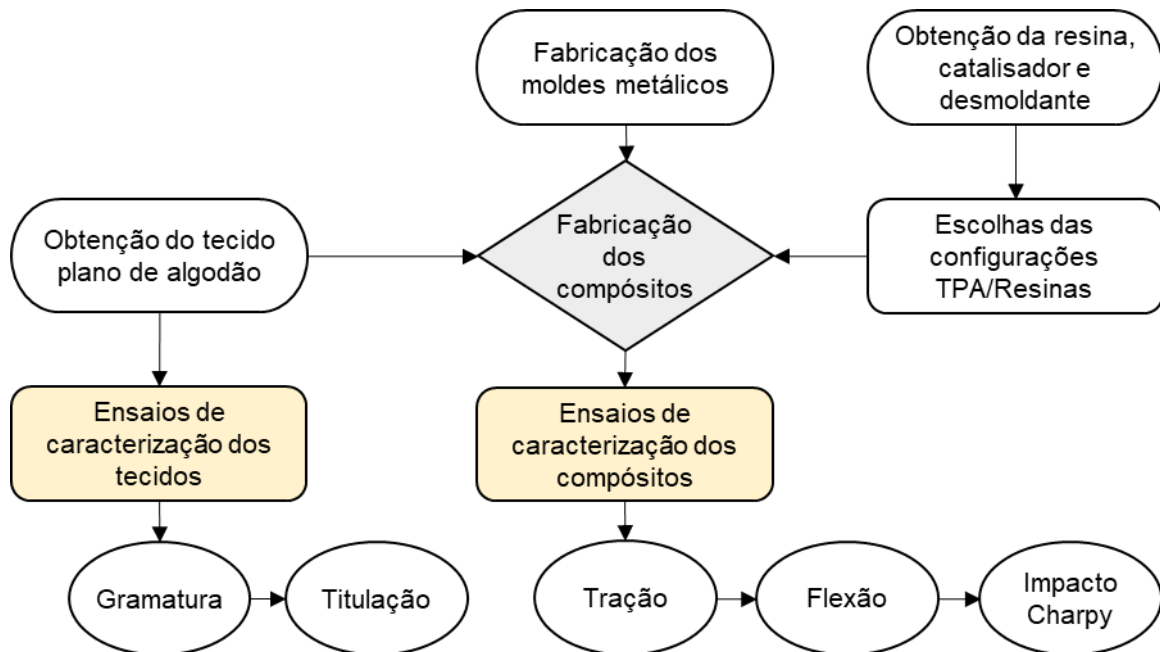 Fabricação dos
moldes metálicos
Obtenção da resina,
catalisador e
desmoldante
Obtenção do tecido
plano de algodão
Fabricação
dos
compósitos
Escolhas das
configurações
TPA/Resinas
Ensaios de
caracterização dos
tecidos
Ensaios de
caracterização dos
compósitos
Gramatura
Titulação
Tração
Flexão
Impacto
Charpy